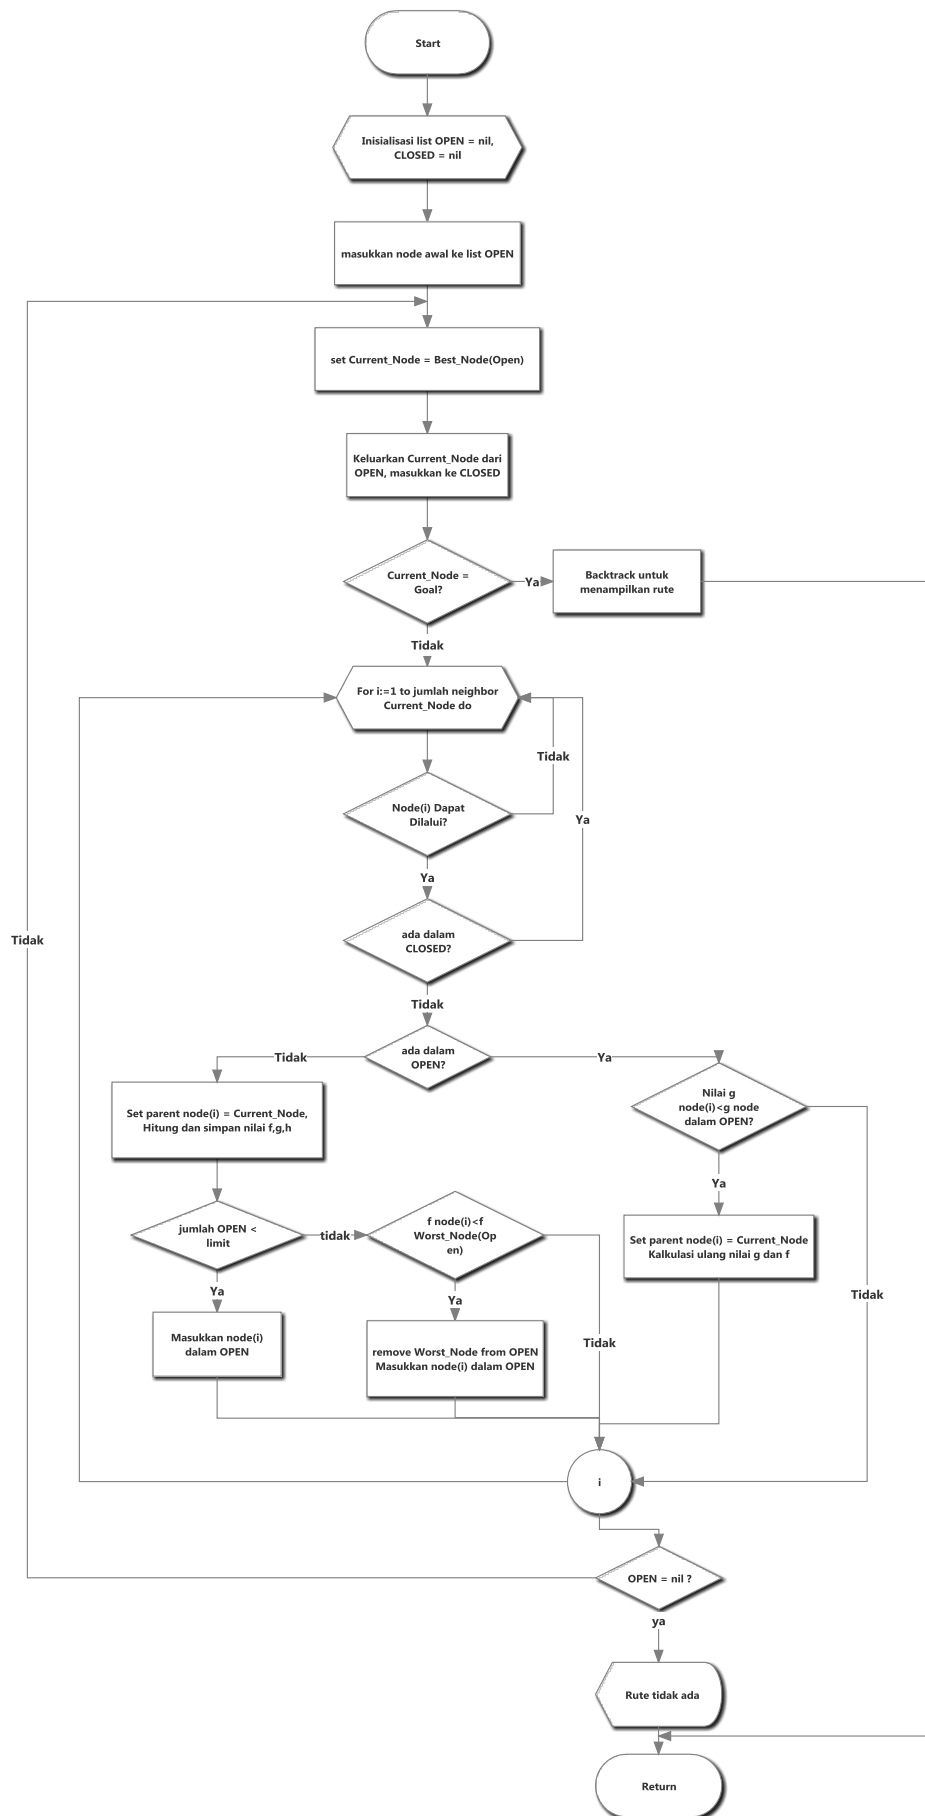 Start
Inisialisasi list OPEN = nil,
CLOSED = nil
masukkan node awal ke list OPEN
set Current_Node = Best_Node(Open)
Keluarkan Current_Node dari
OPEN, masukkan ke CLOSED
Current_Node =
Goal?
Ya
Backtrack untuk
menampilkan rute
Tidak
For i:=1 to jumlah neighbor
Current_Node do
Tidak
Node(i) Dapat
Dilalui?
Ya
Ya
ada dalam
CLOSED?
Tidak
Tidak
ada dalam
OPEN?
Tidak
Ya
Set parent node(i) = Current_Node,
Hitung dan simpan nilai f,g,h
Nilai g
node(i)<g node
dalam OPEN?
Ya
jumlah OPEN <
limit
tidak
f node(i)<f
Worst_Node(Op
en)
Set parent node(i) = Current_Node
Kalkulasi ulang nilai g dan f
Tidak
Ya
Ya
Masukkan node(i)
dalam OPEN
remove Worst_Node from OPEN
Masukkan node(i) dalam OPEN
Tidak
i
OPEN = nil ?
ya
Rute tidak ada
Return